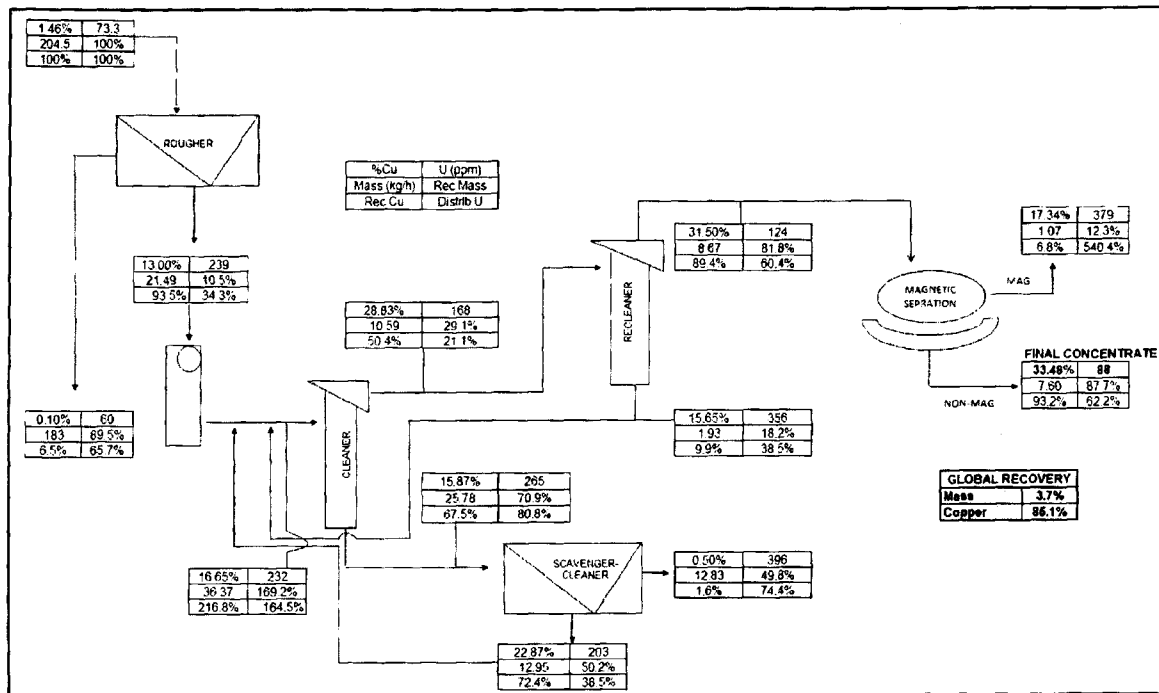 1.46% 73.3
204.5 100%
100% 100%
ROUGHER
%Cu U (ppm)
Mass (kg/h) Rec Mass
Rec Cu Distrib U
13.00% 239
21.49 10.5%
93.5% 34.3%
31.50% 124
8.67 81.8%
89.4% 60.4%
17.34% 379
1.07 12.3%
6.8% 540.4%
MAGNETIC
SEPRATION
MAG
28.83% 168
10.59 29.1%
50.4% 21.1%
RECLEANER
FINAL CONCENTRATE
33.48% 88
7.60 87.7%
93.2% 62.2%
NON-MAG
0.10% 60
183 89.5%
6.5% 65.7%
CLEANER
15.65% 356
1.93 18.2%
9.9% 38.5%
15.87% 265
25.78 70.9%
67.5% 80.8%
GLOBAL RECOVERY
Mass 3.7%
Copper 85.1%
SCAVENGER-
CLEANER
0.50% 396
12.83 49.8%
1.6% 74.4%
16.65% 232
36.37 169.2%
216.8% 164.5%
22.87% 203
12.95 50.2%
72.4% 38.5%